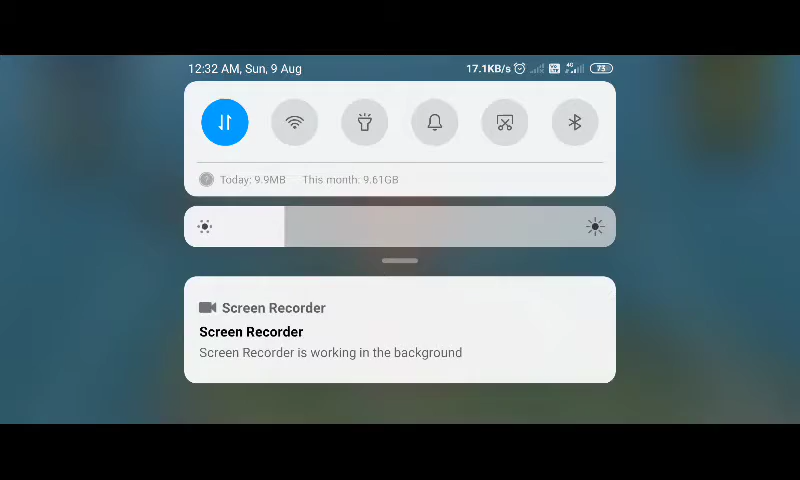 12:32 AM, Sun, 9 Aug
17.1KB/s 4G 73
Today: 9.9MB This month: 9.61GB
Screen Recorder
Screen Recorder
Screen Recorder is working in the background